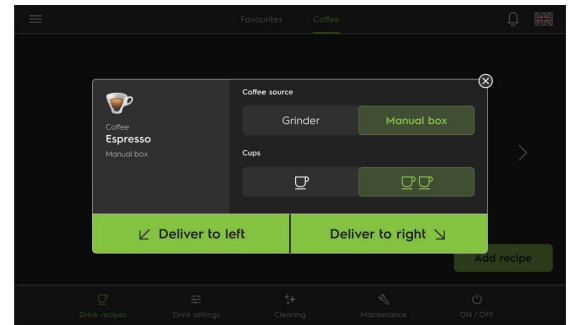 Favourites Coffee
Coffee
Espresso
Manual box
Coffee source
Grinder Manual box
Cups
Deliver to left Deliver to right
Add recipe
Drink recipes Drink settings Cleaning Maintenance ON / OFF